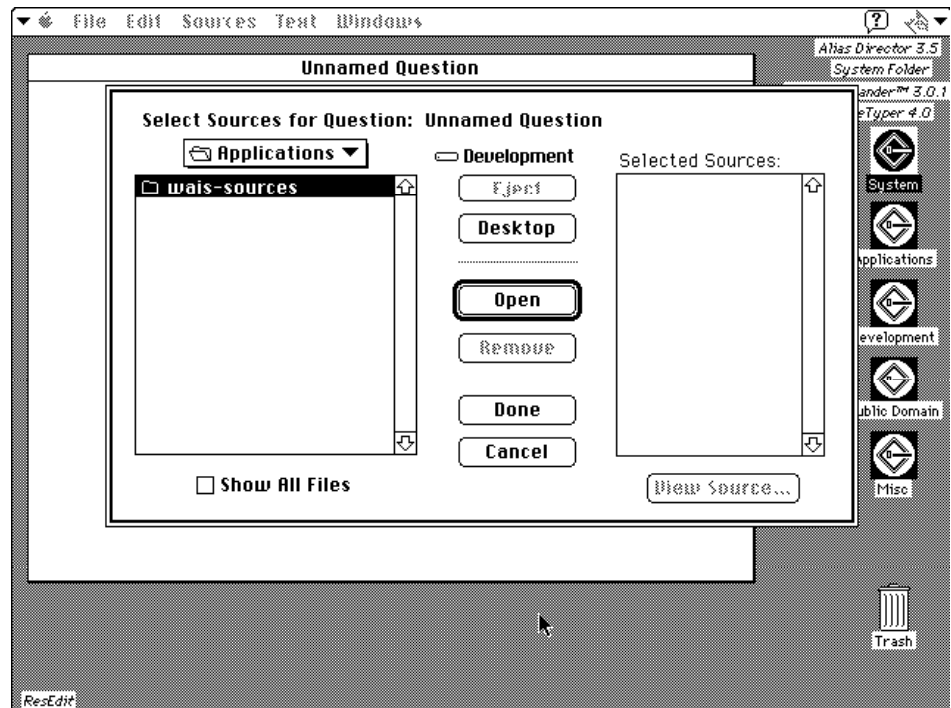 File Edit Sources Text Windows
Alias Director 3.5
System Folder
ander™ 3.0.1
eTyper 4.0
Unnamed Question
Select Sources for Question: Unnamed Question
Applications
Development
Selected Sources:
wais-sources
Eject
Desktop
Open
Remove
Done
Cancel
Show All Files
View Source...
System
Applications
evelopment
ublic Domain
Misc
Trash
ResEdit